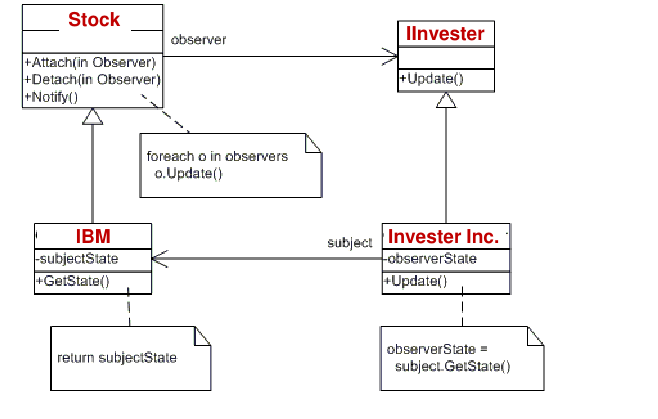 Stock
+Attach(in Observer)
+Detach(in Observer)
+Notify()
observer
IInvester
+Update()
foreach o in observers
o.Update()
IBM
-subjectState
+GetState()
subject
Invester Inc.
-observerState
+Update()
return subjectState
observerState =
subject.GetState()